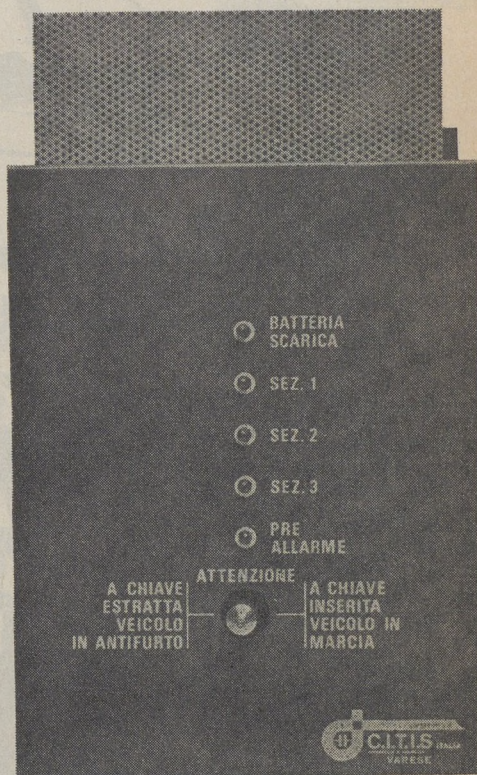 BATTERIA
SCARICA
SEZ. 1
SEZ. 2
SEZ. 3
PRE
ALLARME
ATTENZIONE
A CHIAVE
ESTRATTA
VEICOLO
IN ANTIFURTO
A CHIAVE
INSERITA
VEICOLO IN
MARCIA
C.I.T.I.S. ITALIA
VARESE